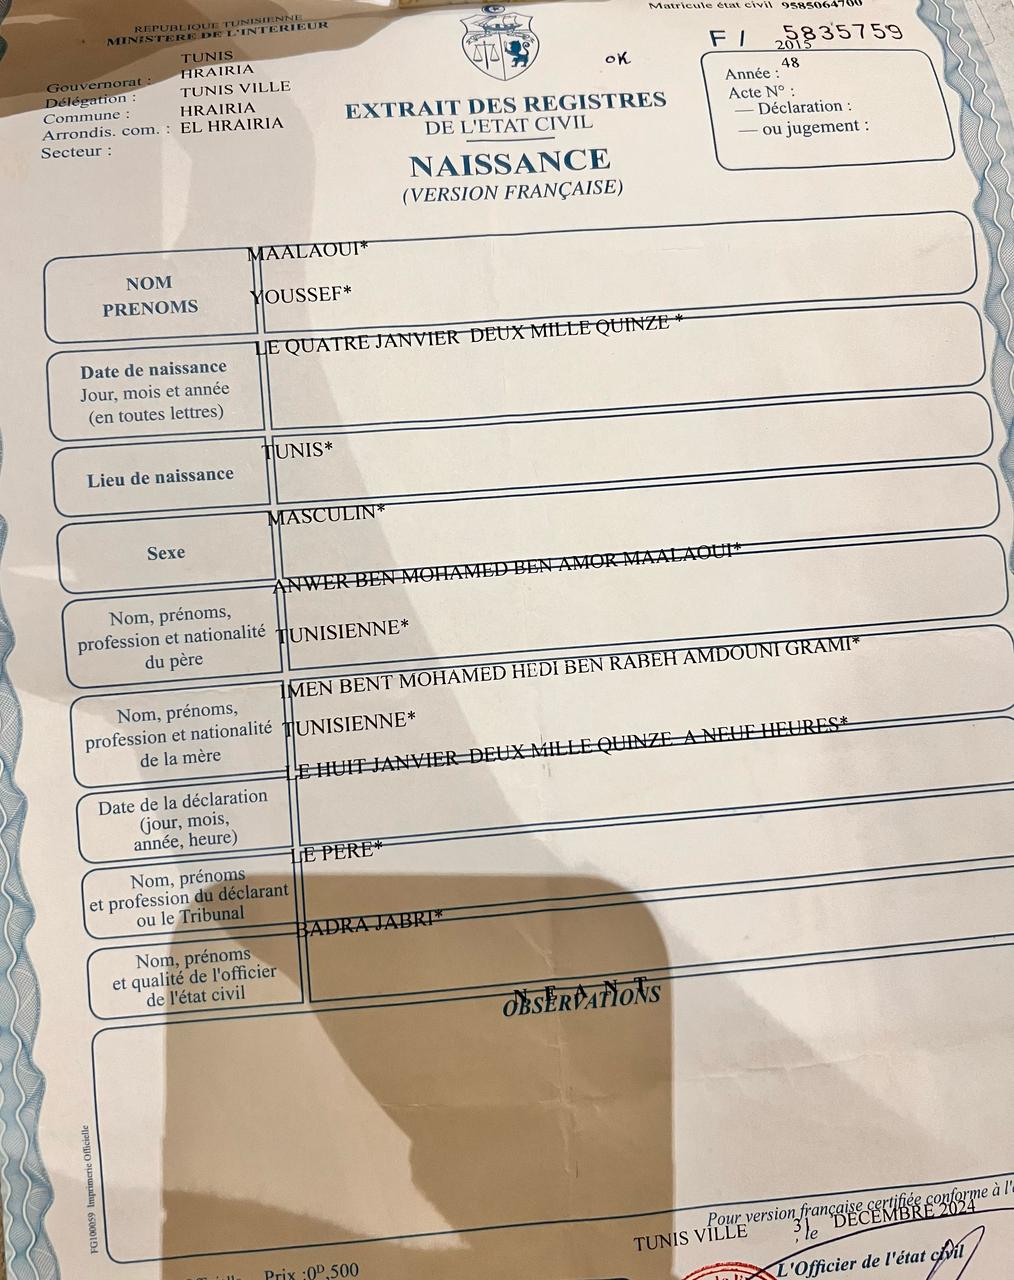 Matricule état civil 9585064700
REPUBLIQUE TUNISIENNE
MINISTERE DE L'INTERIEUR
F / 5835759
OK
TUNIS
Gouvernorat : HRAIRIA
Délégation : TUNIS VILLE
Commune : HRAIRIA
Arrondis. com. : EL HRAIRIA
Secteur :
2015
Année : 48
Acte N° :
— Déclaration :
— ou jugement :
EXTRAIT DES REGISTRES
DE L'ETAT CIVIL
NAISSANCE
(VERSION FRANÇAISE)
NOM
PRENOMS
MAALAOUI*
YOUSSEF*
Date de naissance
Jour, mois et année
(en toutes lettres)
LE QUATRE JANVIER DEUX MILLE QUINZE *
Lieu de naissance
TUNIS*
Sexe
MASCULIN*
Nom, prénoms,
profession et nationalité
du père
ANWER BEN MOHAMED BEN AMOR MAALAOUI*
TUNISIENNE*
Nom, prénoms,
profession et nationalité
de la mère
IMEN BENT MOHAMED HEDI BEN RABEH AMDOUNI GRAMI*
TUNISIENNE*
Date de la déclaration
(jour, mois,
année, heure)
LE HUIT JANVIER DEUX MILLE QUINZE A NEUF HEURES*
Nom, prénoms
et profession du déclarant
ou le Tribunal
LE PERE*
Nom, prénoms
et qualité de l'officier
de l'état civil
BADRA JABRI*
N E A N T
OBSERVATIONS
FG100059 Imprimerie Officielle
Pour version française certifiée conforme à l'
TUNIS VILLE , le 31 DECEMBRE 2024
L'Officier de l'état civil
Prix :0ᴰ,500